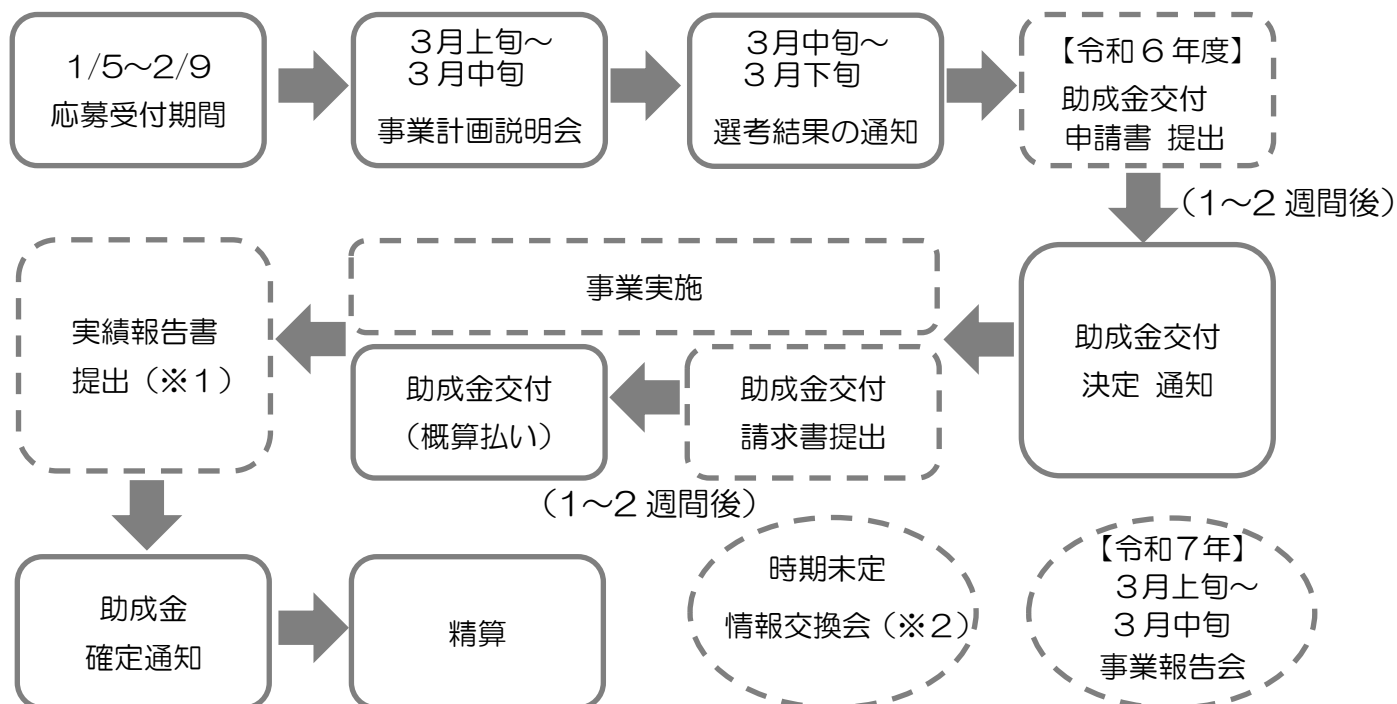 1/5~2/9
応募受付期間
3月上旬~
3月中旬
事業計画説明会
3月中旬~
3月下旬
選考結果の通知
【令和6年度】
助成金交付
申請書 提出
(1~2週間後)
実績報告書
提出(※1)
事業実施
助成金交付
(概算払い)
助成金交付
請求書提出
助成金交付
決定 通知
(1~2週間後)
助成金
確定通知
精算
時期未定
情報交換会(※2)
【令和7年】
3月上旬~
3月中旬
事業報告会